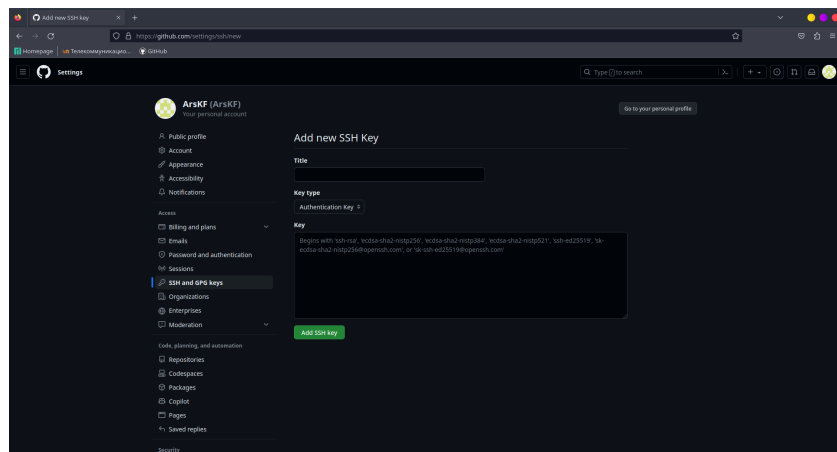 Add new SSH key
https://github.com/settings/ssh/new
Homepage
Телекоммуникацио...
GitHub
Settings
Type / to search
ArsKF (ArsKF)
Your personal account
Go to your personal profile
Public profile
Account
Appearance
Accessibility
Notifications
Access
Billing and plans
Emails
Password and authentication
Sessions
SSH and GPG keys
Organizations
Enterprises
Moderation
Code, planning, and automation
Repositories
Codespaces
Packages
Copilot
Pages
Saved replies
Security
Add new SSH Key
Title
Key type
Authentication Key
Key
Begins with 'ssh-rsa', 'ecdsa-sha2-nistp256', 'ecdsa-sha2-nistp384', 'ecdsa-sha2-nistp521', 'ssh-ed25519', 'sk-
ecdsa-sha2-nistp256@openssh.com', or 'sk-ssh-ed25519@openssh.com'
Add SSH key